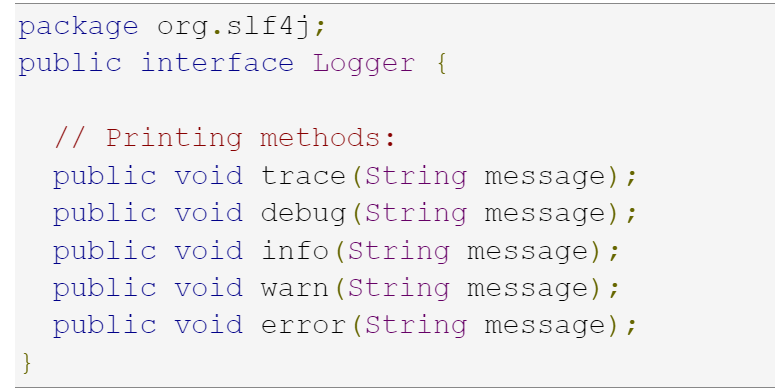 package org.slf4j;
public interface Logger {
// Printing methods:
public void trace(String message);
public void debug(String message);
public void info(String message);
public void warn(String message);
public void error(String message);
}